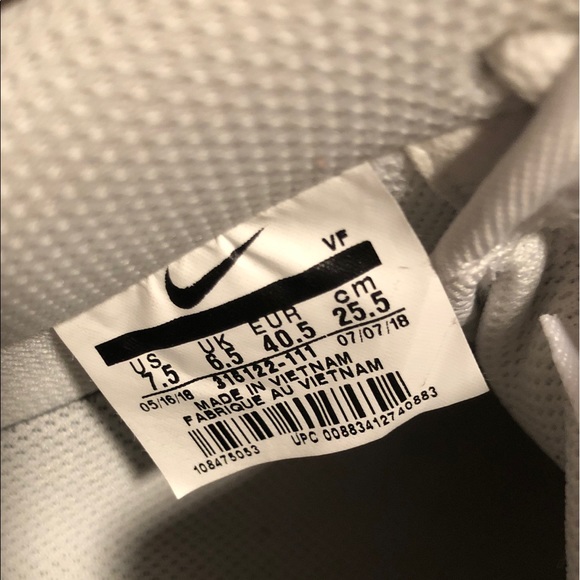 VF
US UK EUR cm
7.5 6.5 40.5 25.5
05/16/18 318122-111 07/07/18
MADE IN VIETNAM
FABRIQUE AU VIETNAM
108475053 UPC 00883412740883